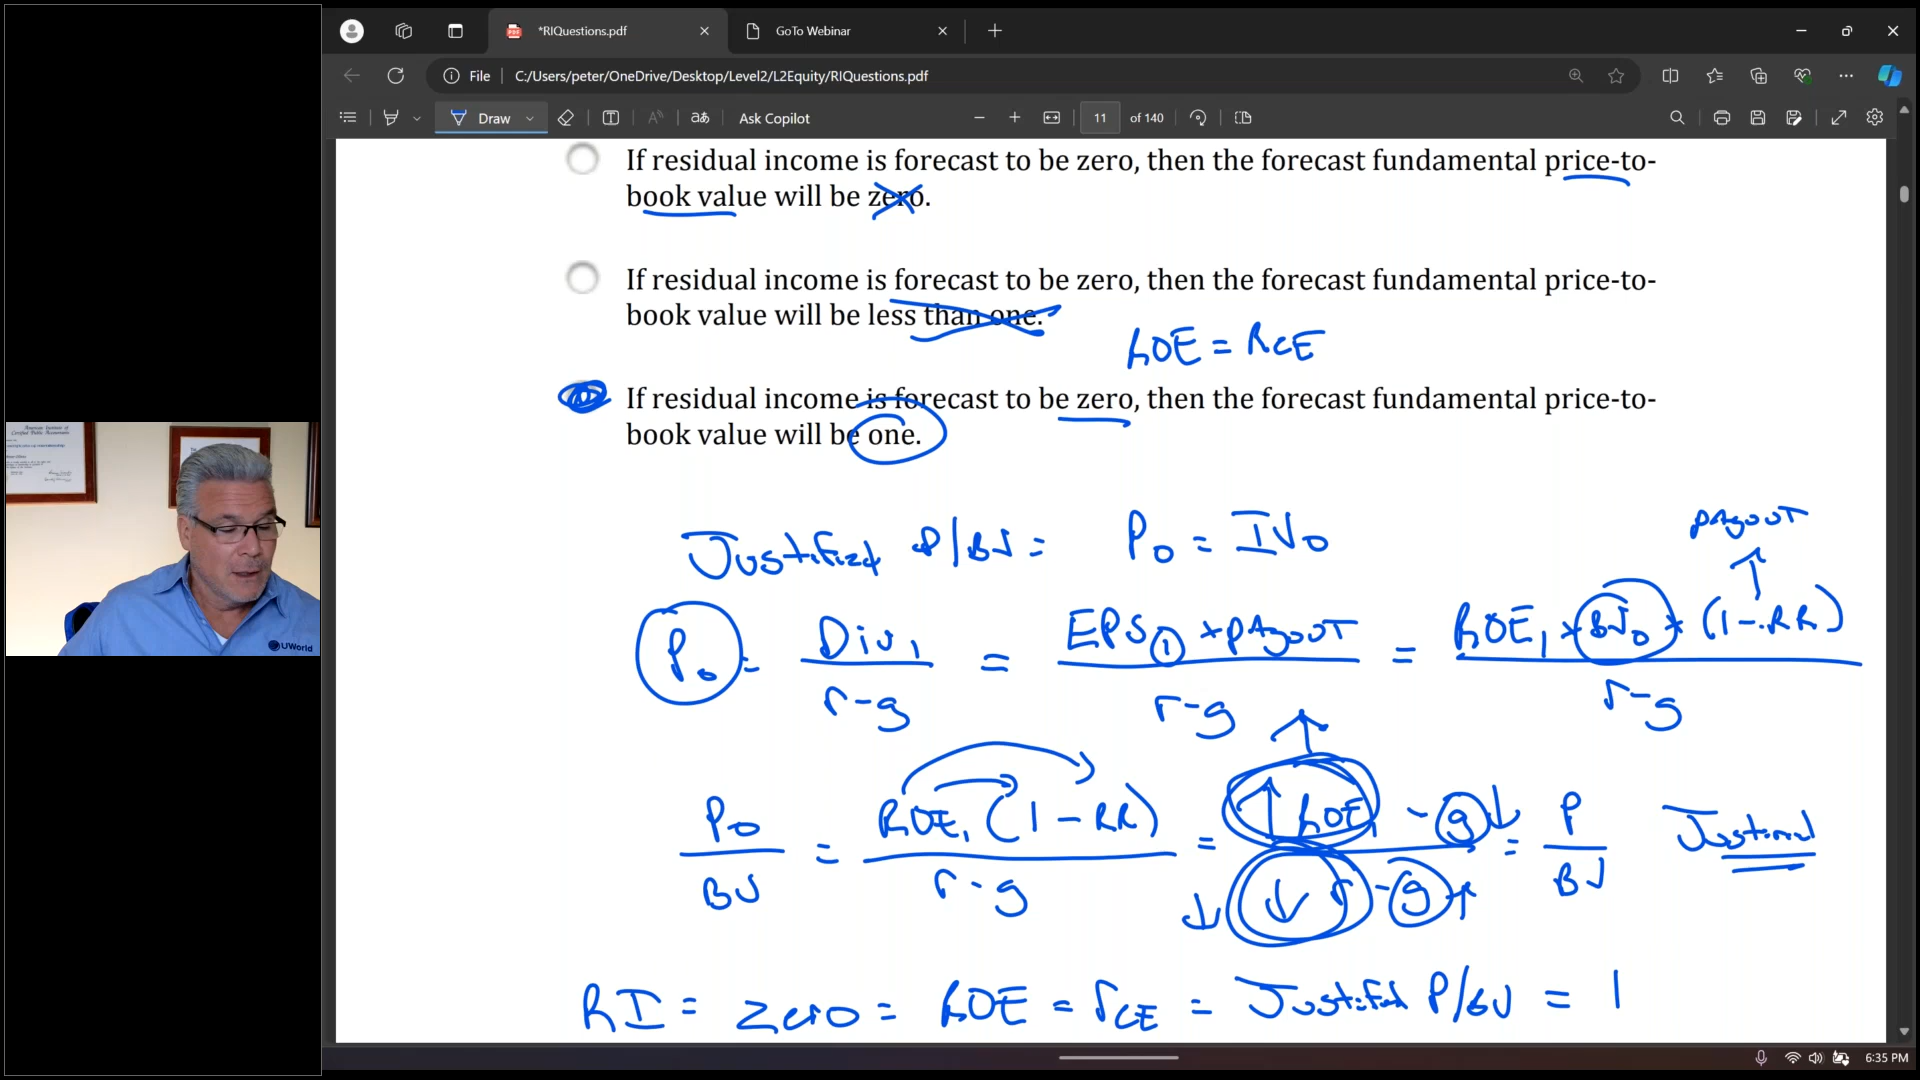 *RIQuestions.pdf
GoTo Webinar
File C:/Users/peter/OneDrive/Desktop/Level2/L2Equity/RIQuestions.pdf
Draw aあ Ask Copilot 11 of 140
If residual income is forecast to be zero, then the forecast fundamental price-to-
book value will be zero.
If residual income is forecast to be zero, then the forecast fundamental price-to-
book value will be less than one.
ROE = RCE
If residual income is forecast to be zero, then the forecast fundamental price-to-
book value will be one.
Justified P/BV = P0 = IV0
PAYOUT
P0 = Div1 / r-g = EPS1 * PAYOUT / r-g = ROE1 * BV0 * (1-RR) / r-g
P0 / BV = ROE1 (1-RR) / r-g = ROE1 - g / r-g = P / BV Justified
RI = Zero = ROE = rCE = Justified P/BV = 1
UWorld
6:35 PM